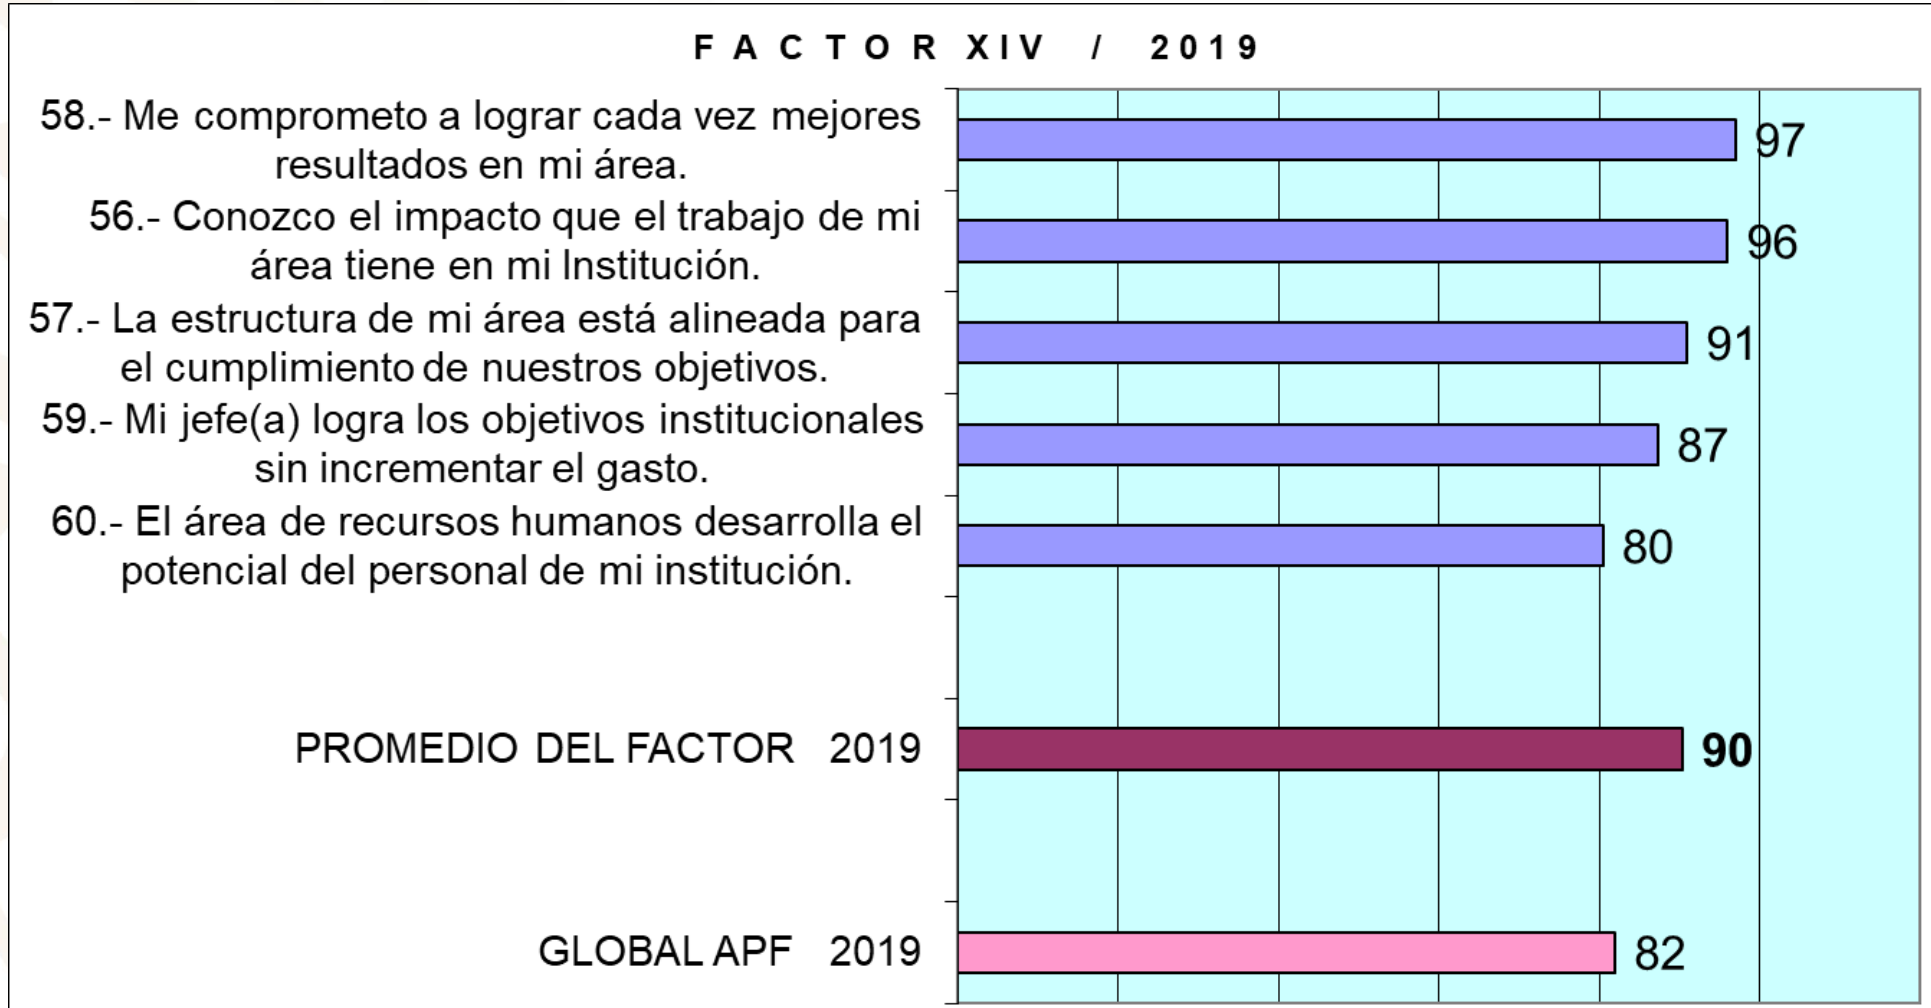 FACTOR XIV / 2019
58.- Me comprometo a lograr cada vez mejores
resultados en mi área.
97
56.- Conozco el impacto que el trabajo de mi
área tiene en mi Institución.
96
57.- La estructura de mi área está alineada para
el cumplimiento de nuestros objetivos.
91
59.- Mi jefe(a) logra los objetivos institucionales
sin incrementar el gasto.
87
60.- El área de recursos humanos desarrolla el
potencial del personal de mi institución.
80
PROMEDIO DEL FACTOR 2019
90
GLOBAL APF 2019
82